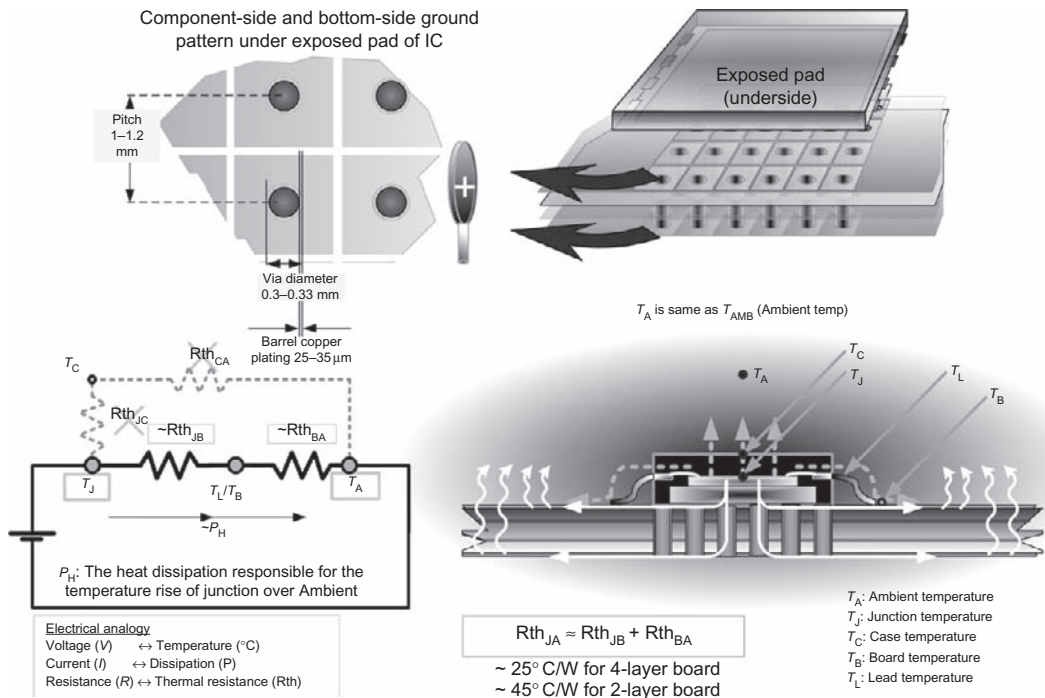 Component-side and bottom-side ground
pattern under exposed pad of IC
Exposed pad
(underside)
Pitch
1–1.2
mm
Via diameter
0.3–0.33 mm
Barrel copper
plating 25–35 μm
T_A is same as T_AMB (Ambient temp)
T_C
Rth_CA
Rth_JC
~Rth_JB
~Rth_BA
T_J
T_L/T_B
T_A
~P_H
P_H: The heat dissipation responsible for the
temperature rise of junction over Ambient
Electrical analogy
Voltage (V) ↔ Temperature (°C)
Current (I) ↔ Dissipation (P)
Resistance (R) ↔ Thermal resistance (Rth)
T_C
T_A
T_J
T_L
T_B
Rth_JA ≈ Rth_JB + Rth_BA
~ 25° C/W for 4-layer board
~ 45° C/W for 2-layer board
T_A: Ambient temperature
T_J: Junction temperature
T_C: Case temperature
T_B: Board temperature
T_L: Lead temperature